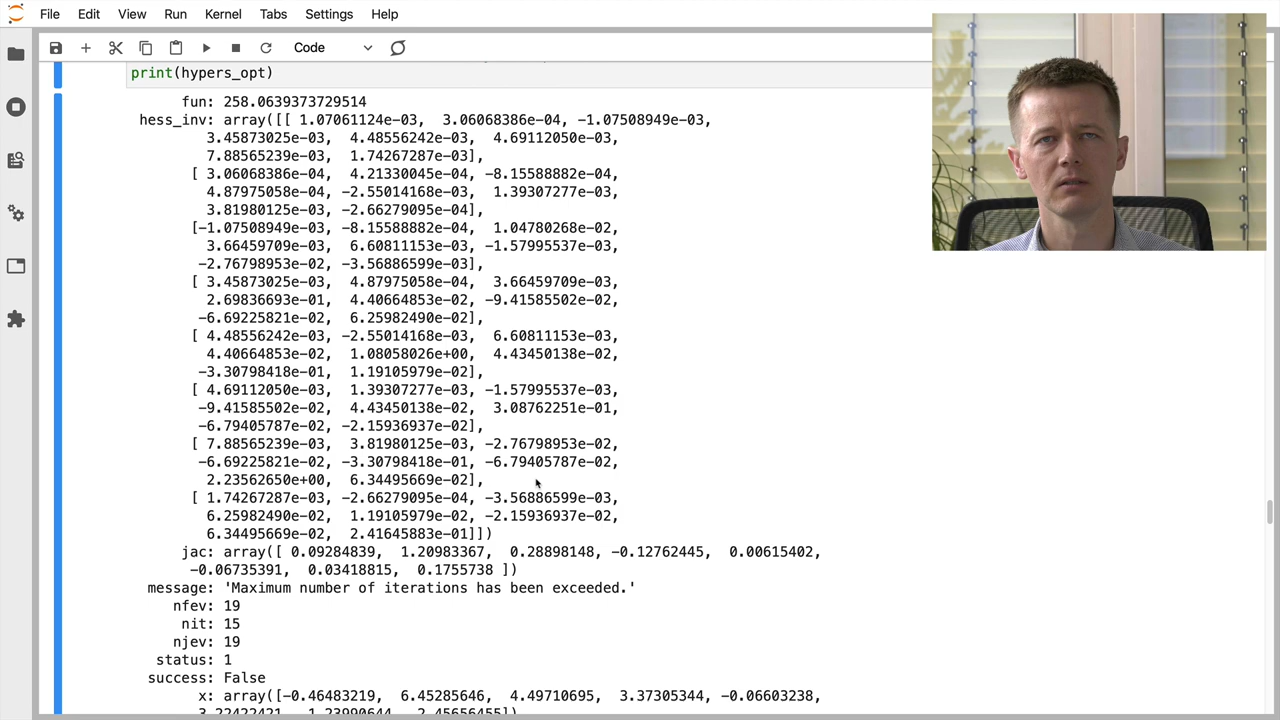 File Edit View Run Kernel Tabs Settings Help
Code
print(hypers_opt)
fun: 258.0639373729514
hess_inv: array([[ 1.07061124e-03, 3.06068386e-04, -1.07508949e-03,
3.45873025e-03, 4.48556242e-03, 4.69112050e-03,
7.88565239e-03, 1.74267287e-03],
[ 3.06068386e-04, 4.21330045e-04, -8.15588882e-04,
4.87975058e-04, -2.55014168e-03, 1.39307277e-03,
3.81980125e-03, -2.66279095e-04],
[-1.07508949e-03, -8.15588882e-04, 1.04780268e-02,
3.66459709e-03, 6.60811153e-03, -1.57995537e-03,
-2.76798953e-02, -3.56886599e-03],
[ 3.45873025e-03, 4.87975058e-04, 3.66459709e-03,
2.69836693e-01, 4.40664853e-02, -9.41585502e-02,
-6.69225821e-02, 6.25982490e-02],
[ 4.48556242e-03, -2.55014168e-03, 6.60811153e-03,
4.40664853e-02, 1.08058026e+00, 4.43450138e-02,
-3.30798418e-01, 1.19105979e-02],
[ 4.69112050e-03, 1.39307277e-03, -1.57995537e-03,
-9.41585502e-02, 4.43450138e-02, 3.08762251e-01,
-6.79405787e-02, -2.15936937e-02],
[ 7.88565239e-03, 3.81980125e-03, -2.76798953e-02,
-6.69225821e-02, -3.30798418e-01, -6.79405787e-02,
2.23562650e+00, 6.34495669e-02],
[ 1.74267287e-03, -2.66279095e-04, -3.56886599e-03,
6.25982490e-02, 1.19105979e-02, -2.15936937e-02,
6.34495669e-02, 2.41645883e-01]])
jac: array([ 0.09284839, 1.20983367, 0.28898148, -0.12762445, 0.00615402,
-0.06735391, 0.03418815, 0.1755738 ])
message: 'Maximum number of iterations has been exceeded.'
nfev: 19
nit: 15
njev: 19
status: 1
success: False
x: array([-0.46483219, 6.45285646, 4.49710695, 3.37305344, -0.06603238,
3.22422421, 1.23990644, 2.45656455])